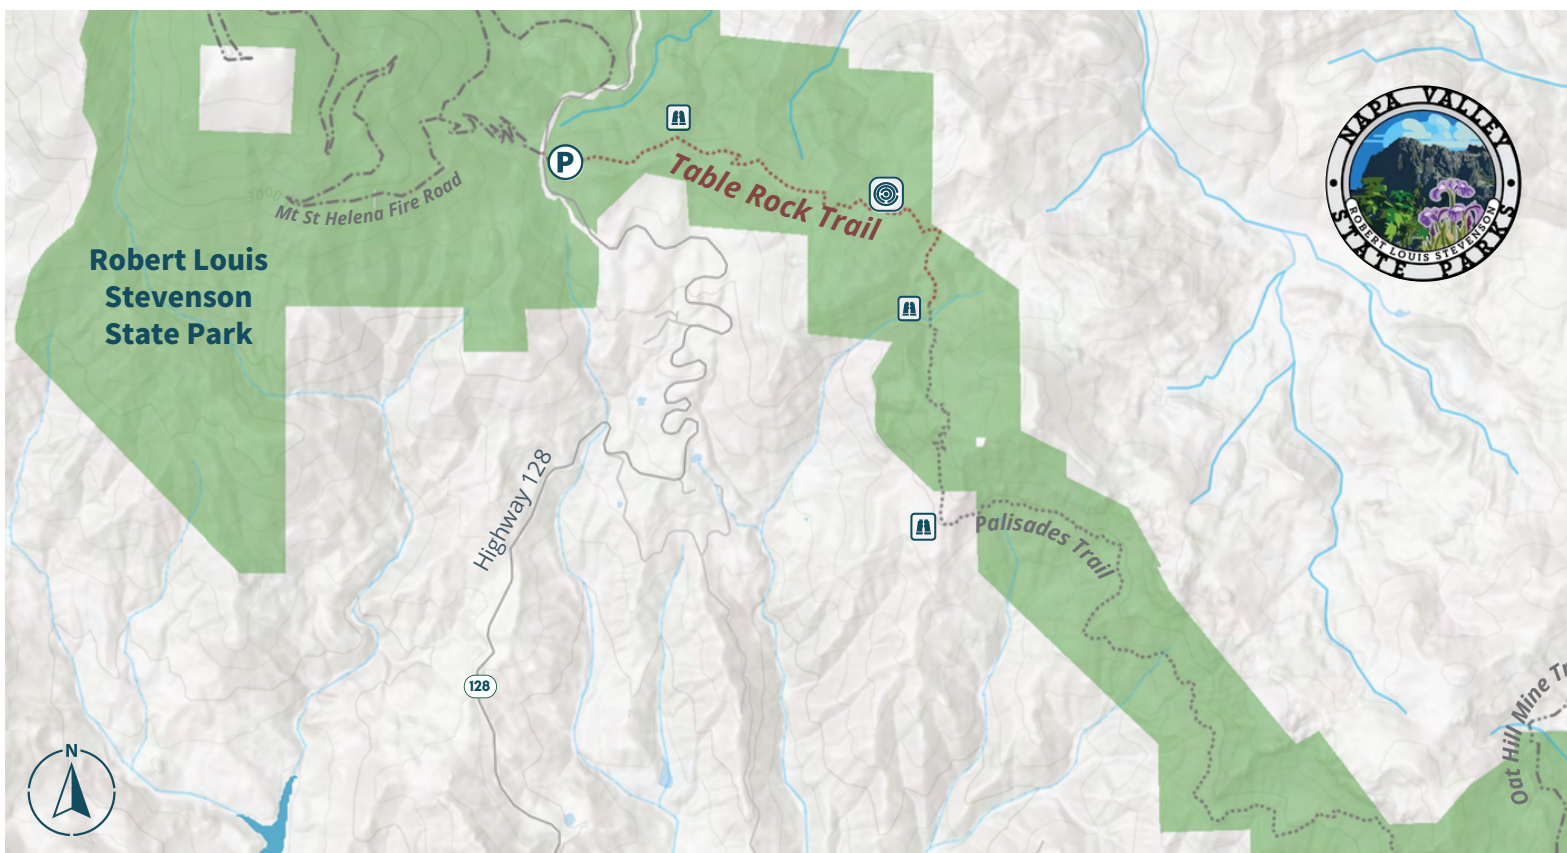 P
Table Rock Trail
3000
Mt St Helena Fire Road
Robert Louis
Stevenson
State Park
NAPA VALLEY
STATE PARKS
ROBERT LOUIS STEVENSON
Highway 128
128
Palisades Trail
Oat Hill Mine Tr
N